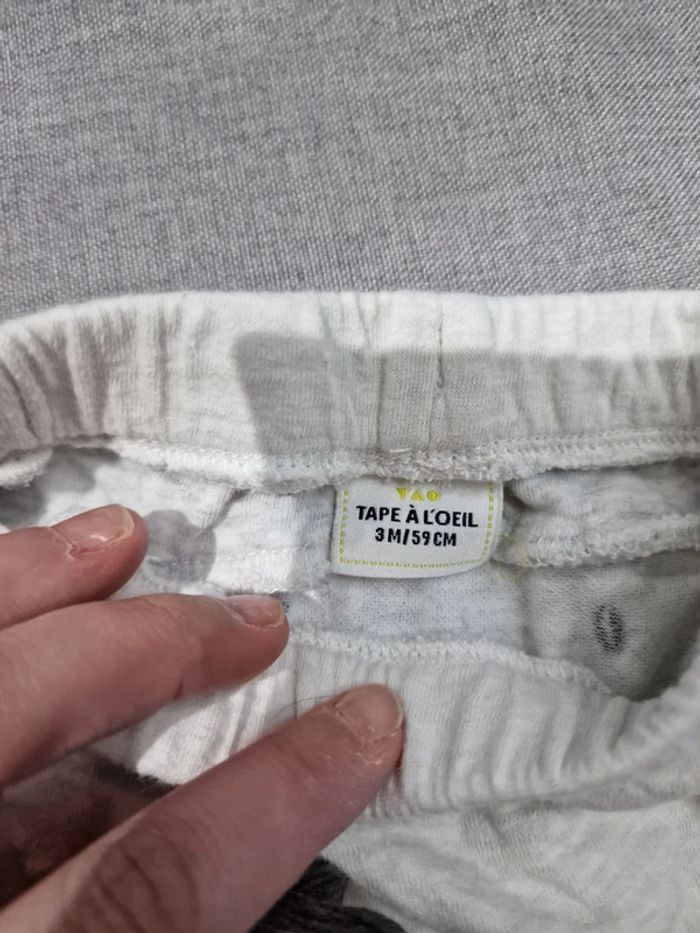 TAO
TAPE À L'OEIL
3M/59CM